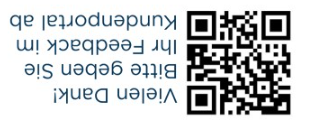 Vielen Dank!
Bitte geben Sie
Ihr Feedback im
Kundenportal ab